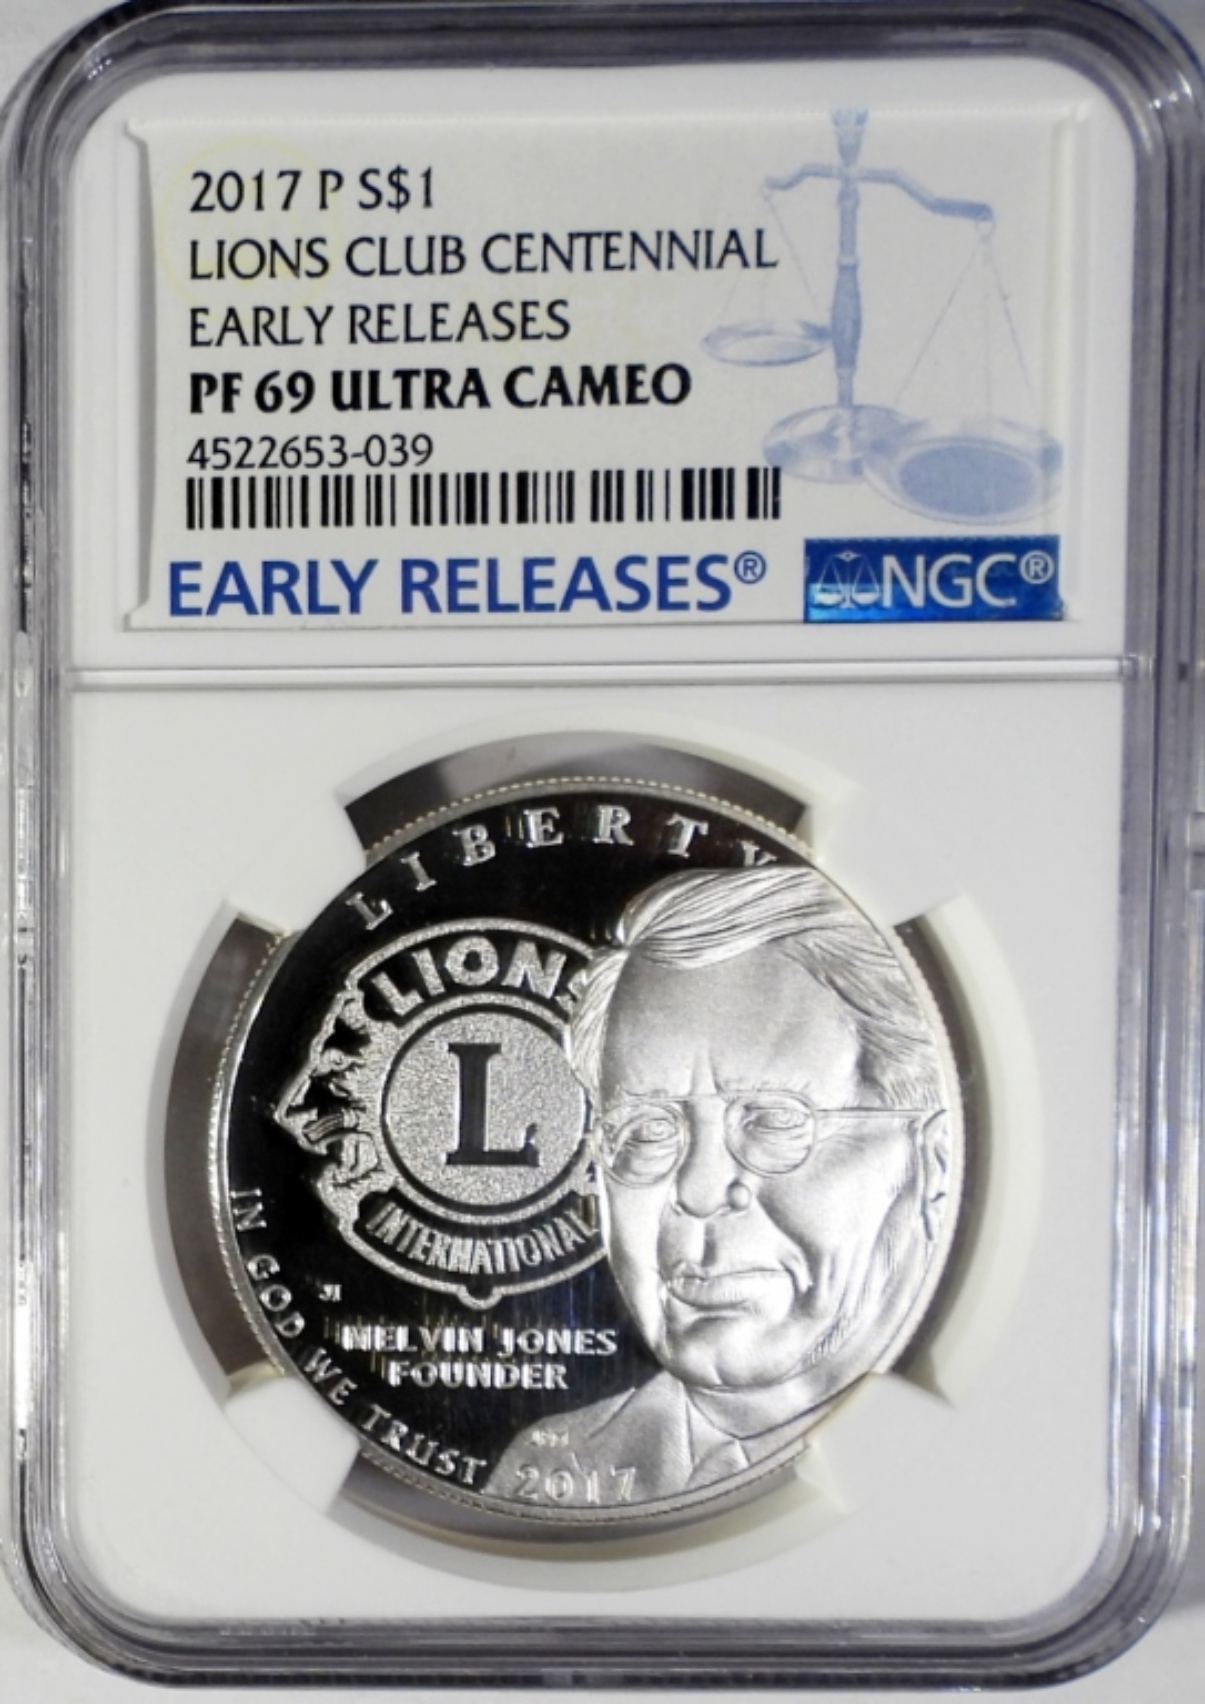 2017 P S$1
LIONS CLUB CENTENNIAL
EARLY RELEASES
PF 69 ULTRA CAMEO
4522653-039
EARLY RELEASES®
NGC®
LIBERTY
LIONS
L
INTERNATIONAL
IN GOD WE TRUST
MELVIN JONES
FOUNDER
2017